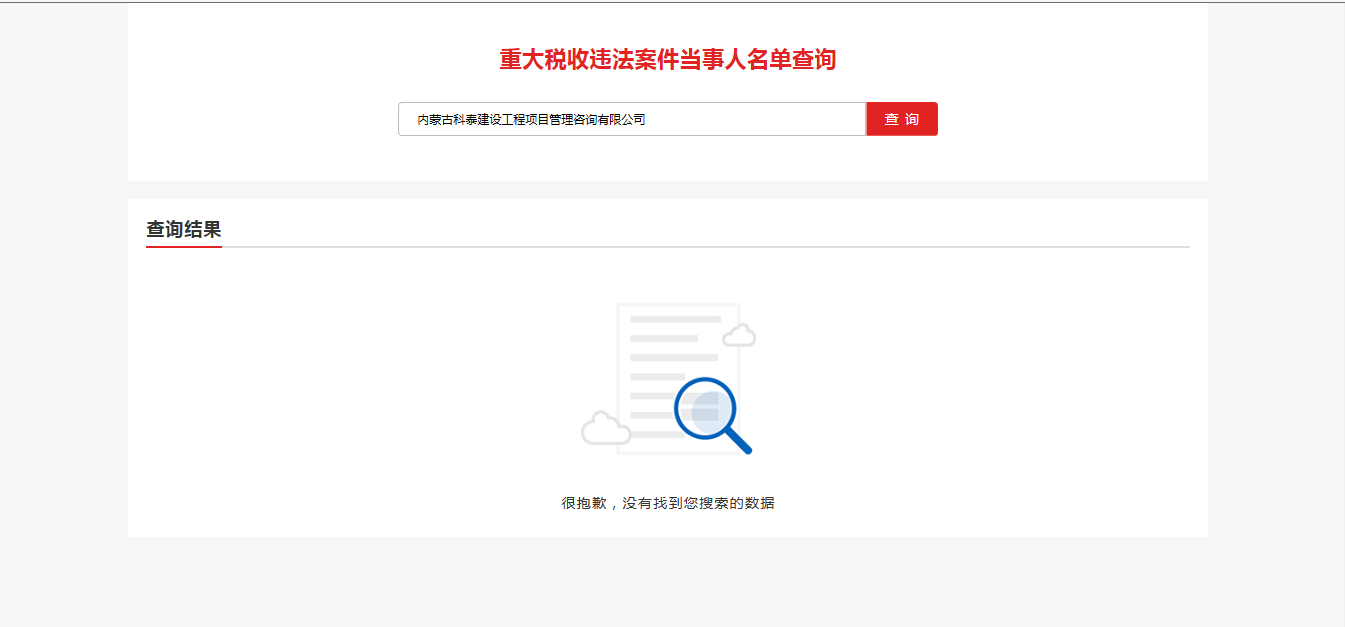 重大税收违法案件当事人名单查询
内蒙古科泰建设工程项目管理咨询有限公司
查 询
查询结果
很抱歉，没有找到您搜索的数据